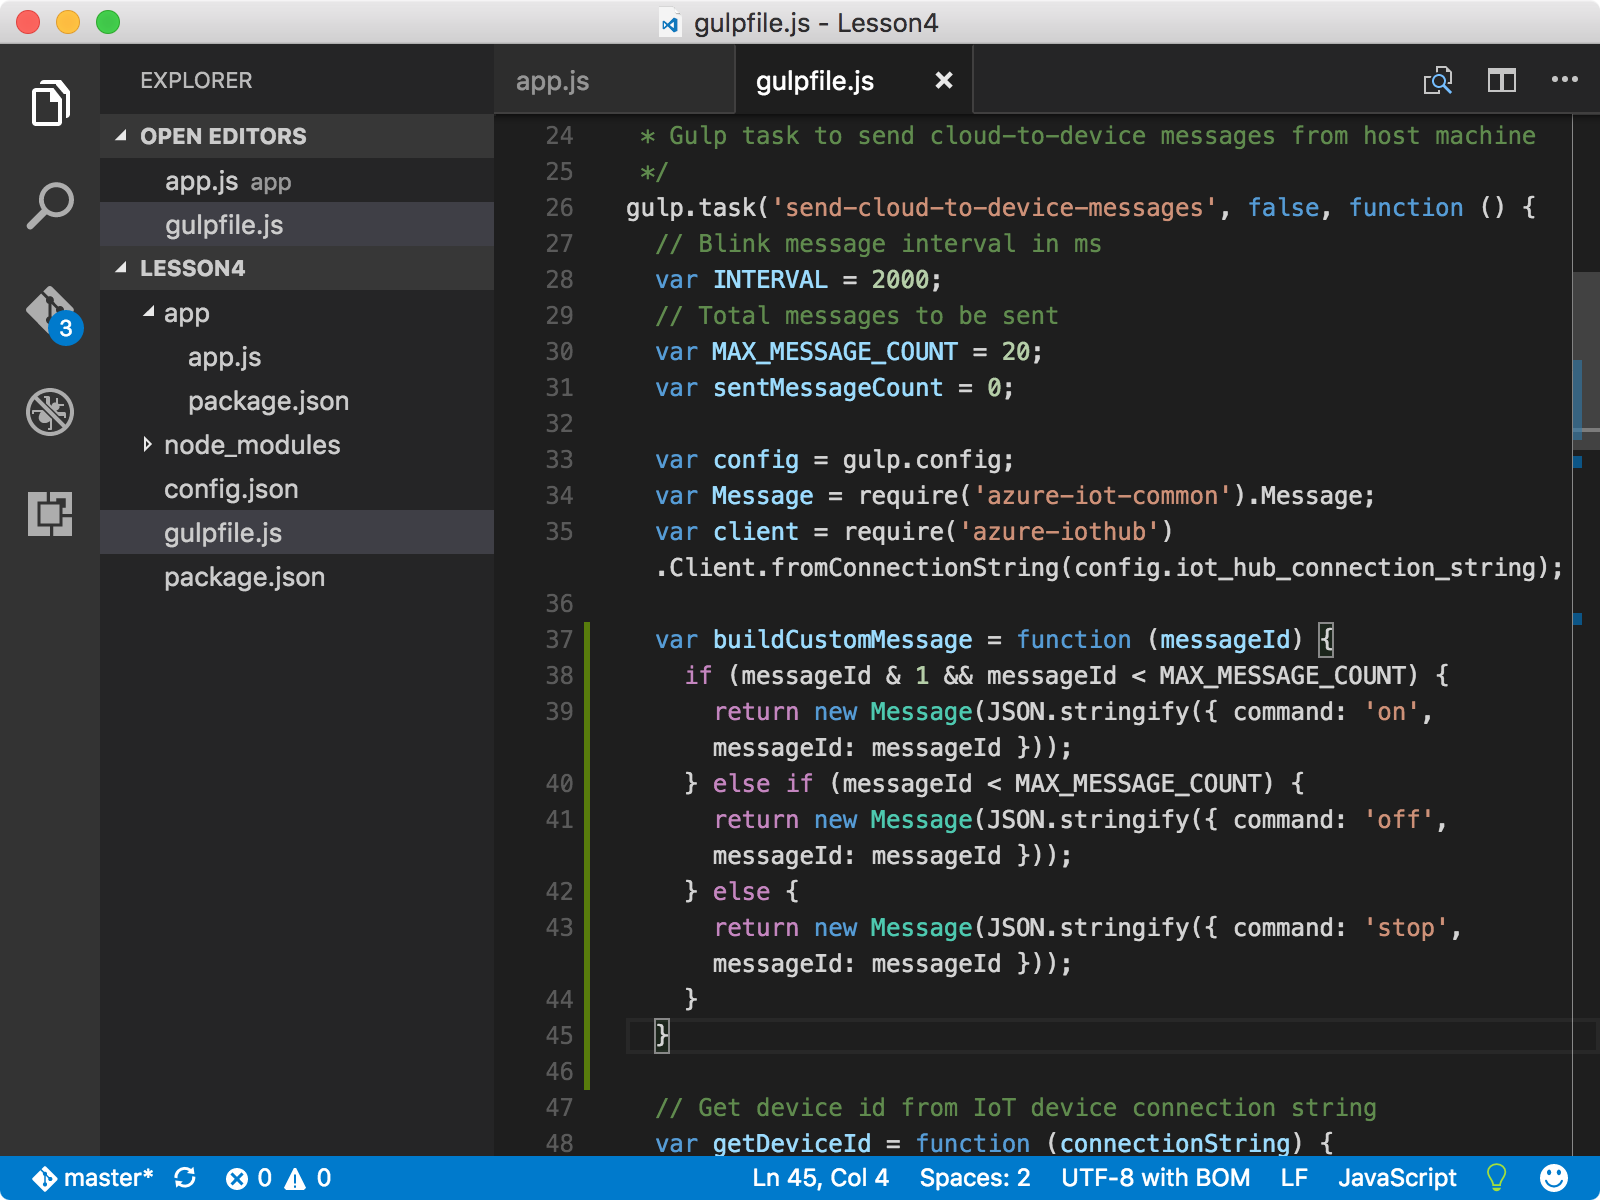 gulpfile.js - Lesson4
EXPLORER
OPEN EDITORS
app.js app
gulpfile.js
LESSON4
app
app.js
package.json
node_modules
config.json
gulpfile.js
package.json
3
app.js
gulpfile.js
24 * Gulp task to send cloud-to-device messages from host machine
25 */
26 gulp.task('send-cloud-to-device-messages', false, function () {
27 // Blink message interval in ms
28 var INTERVAL = 2000;
29 // Total messages to be sent
30 var MAX_MESSAGE_COUNT = 20;
31 var sentMessageCount = 0;
32
33 var config = gulp.config;
34 var Message = require('azure-iot-common').Message;
35 var client = require('azure-iothub')
.Client.fromConnectionString(config.iot_hub_connection_string);
36
37 var buildCustomMessage = function (messageId) {
38 if (messageId & 1 && messageId < MAX_MESSAGE_COUNT) {
39 return new Message(JSON.stringify({ command: 'on',
messageId: messageId }));
40 } else if (messageId < MAX_MESSAGE_COUNT) {
41 return new Message(JSON.stringify({ command: 'off',
messageId: messageId }));
42 } else {
43 return new Message(JSON.stringify({ command: 'stop',
messageId: messageId }));
44 }
45 }
46
47 // Get device id from IoT device connection string
48 var getDeviceId = function (connectionString) {
master* 0 0 Ln 45, Col 4 Spaces: 2 UTF-8 with BOM LF JavaScript